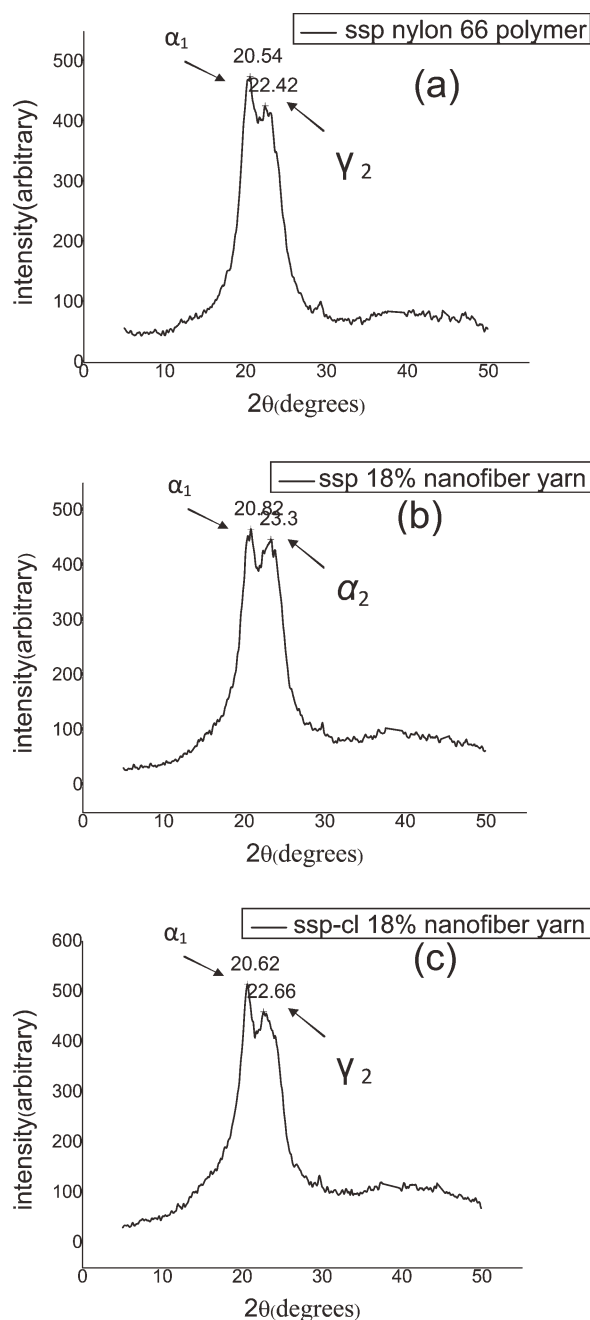 ssp nylon 66 polymer
α1
20.54
22.42
(a)
γ 2
500
400
300
200
100
0
intensity(arbitrary)
0 10 20 30 40 50
2θ(degrees)
ssp 18% nanofiber yarn
α1
20.82
23.3
(b)
α2
500
400
300
200
100
0
intensity(arbitrary)
0 10 20 30 40 50
2θ(degrees)
ssp-cl 18% nanofiber yarn
α1
20.62
22.66
(c)
γ 2
600
500
400
300
200
100
0
intensity(arbitrary)
0 10 20 30 40 50
2θ(degrees)